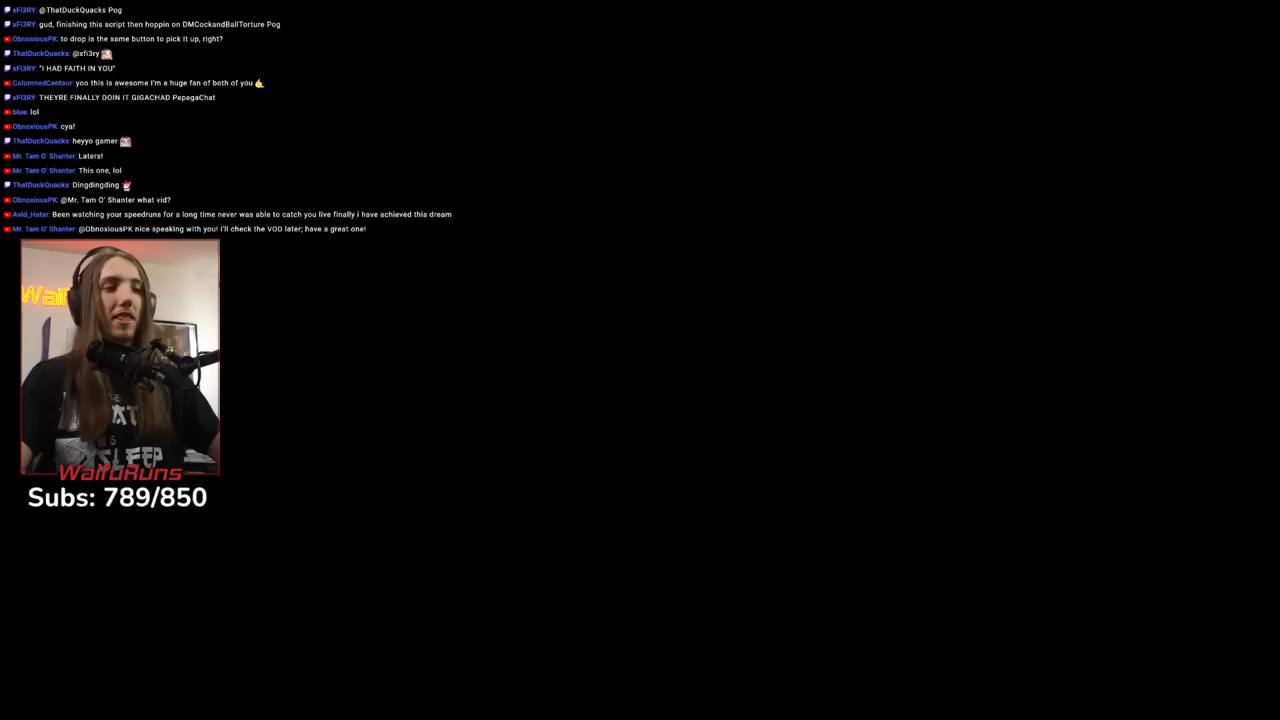 xFi3RY: @ThatDuckQuacks Pog
xFi3RY: gud, finishing this script then hoppin on DMCockandBallTorture Pog
ObnoxiousPK: to drop is the same button to pick it up, right?
ThatDuckQuacks: @xfi3ry
xFi3RY: "I HAD FAITH IN YOU"
ColumnedCentaur: yoo this is awesome I'm a huge fan of both of you
xFi3RY: THEYRE FINALLY DOIN IT GIGACHAD PepegaChat
blue: lol
ObnoxiousPK: cya!
ThatDuckQuacks: heyyo gamer
Mr. Tam O' Shanter: Laters!
Mr. Tam O' Shanter: This one, lol
ThatDuckQuacks: Dingdingding
ObnoxiousPK: @Mr. Tam O' Shanter what vid?
Avid_Hater: Been watching your speedruns for a long time never was able to catch you live finally i have achieved this dream
Mr. Tam O' Shanter: @ObnoxiousPK nice speaking with you! I'll check the VOD later; have a great one!
Waif
SLEEP
WaifuRuns
Subs: 789/850